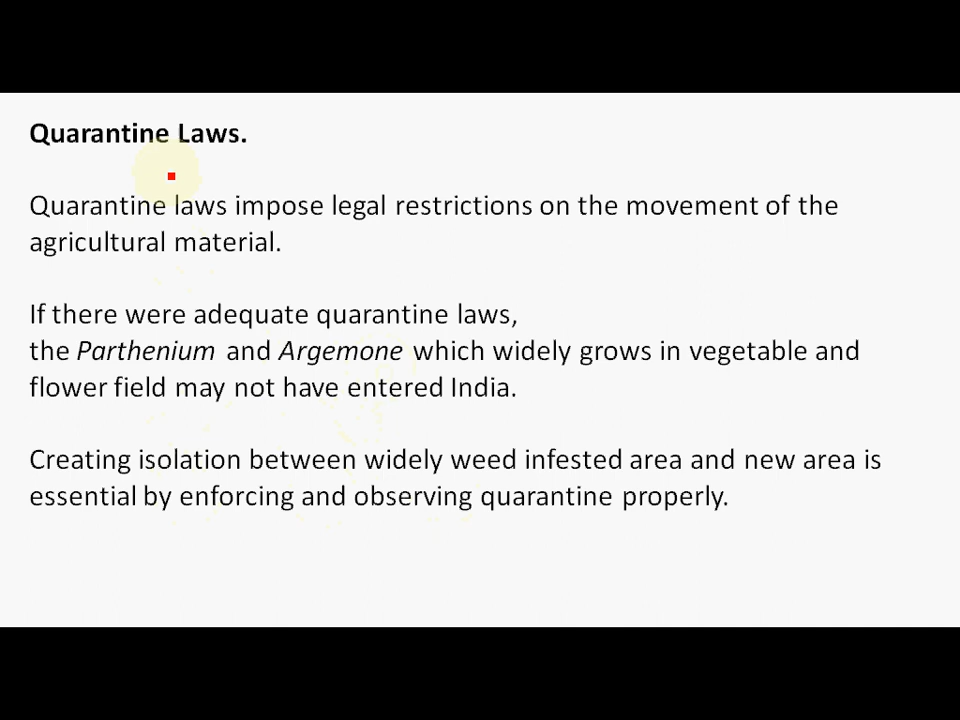 Quarantine Laws.
Quarantine laws impose legal restrictions on the movement of the
agricultural material.
If there were adequate quarantine laws,
the Parthenium and Argemone which widely grows in vegetable and
flower field may not have entered India.
Creating isolation between widely weed infested area and new area is
essential by enforcing and observing quarantine properly.